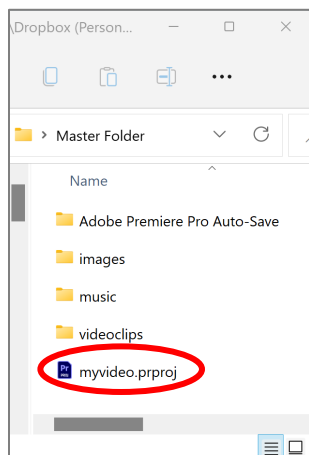 \Dropbox (Person...
Master Folder
Name
Adobe Premiere Pro Auto-Save
images
music
videoclips
Pr
myvideo.prproj